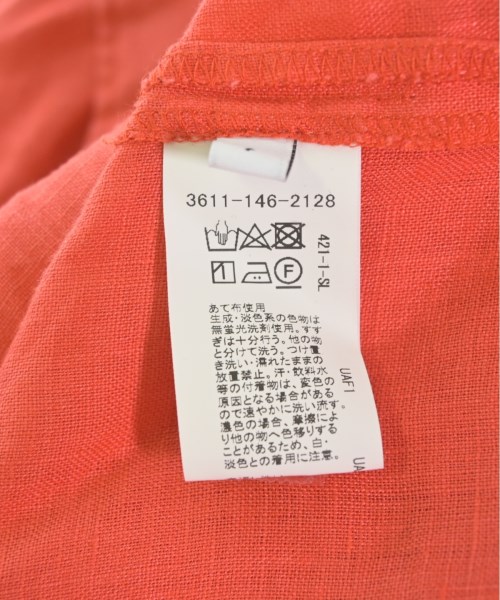 3611-146-2128
421-I-SL
あて布使用
生成・淡色系の色物は
無蛍光洗剤使用。すす
ぎは十分行う。他の物
と分けて洗う。つけ置
き洗い・濡れたままの
放置禁止。汗・飲料水
等の付着物は、変色の
原因となる場合がある
ので速やかに洗い流す。
濃色の場合、摩擦によ
り他の物へ色移りする
ことがあるため、白・
淡色との着用に注意。
UAF1